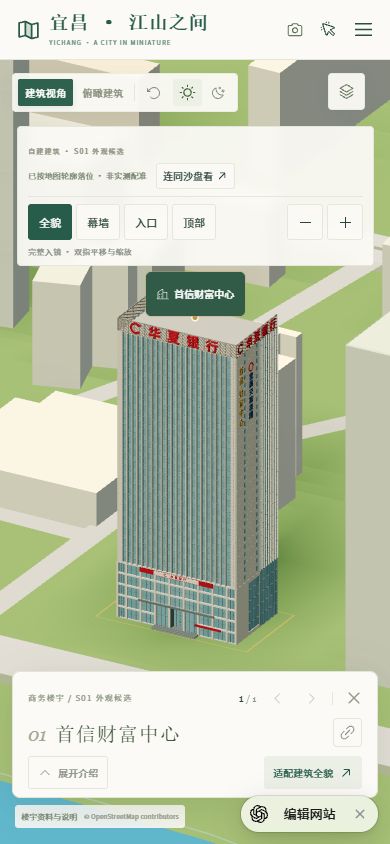 宜昌 • 江山之间
YICHANG • A CITY IN MINIATURE
建筑视角 俯瞰建筑
自建建筑 • S01 外观候选
已按地图轮廓落位 • 非实测配准 连同沙盘看
全貌 幕墙 入口 顶部
完整入镜 • 双指平移与缩放
首信财富中心
华夏银行
商务楼宇 / S01 外观候选 1 / 1
01 首信财富中心
展开介绍 适配建筑全貌
楼宇资料与说明 © OpenStreetMap contributors
编辑网站